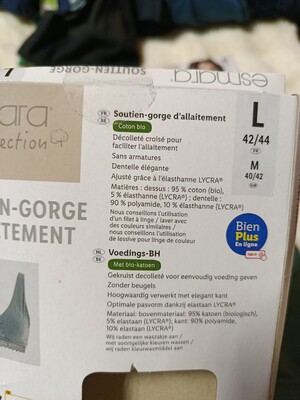 SOUTIEN-GORGE
esmara
ara
ection
FR
BE
Soutien-gorge d'allaitement
Coton bio
Décolleté croisé pour
faciliter l'allaitement
Sans armatures
Dentelle élégante
Ajusté grâce à l'élasthanne LYCRA®
Matières : dessus : 95 % coton (bio),
5 % élasthanne (LYCRA®) ; dentelle :
90 % polyamide, 10 % élasthanne (LYCRA®)
Nous conseillons l'utilisation
d'un filet à linge / laver avec
des couleurs similaires /
nous conseillons l'utilisation
de lessive pour linge de couleur
L
42/44
FR
M
40/42
N-GORGE
TEMENT
Bien
Plus
En ligne
Voedings-BH
Met bio-katoen
Gekruist decolleté voor eenvoudig voeding geven
Zonder beugels
Hoogwaardig verwerkt met elegant kant
Optimale pasvorm dankzij elastaan (LYCRA®)
Materiaal: bovenmateriaal: 95% katoen (biologisch),
5% elastaan (LYCRA®); kant: 90% polyamide,
10% elastaan (LYCRA®)
Wij raden een waszakje aan /
met soortgelijke kleuren wassen /
wij raden kleurwasmiddel aan